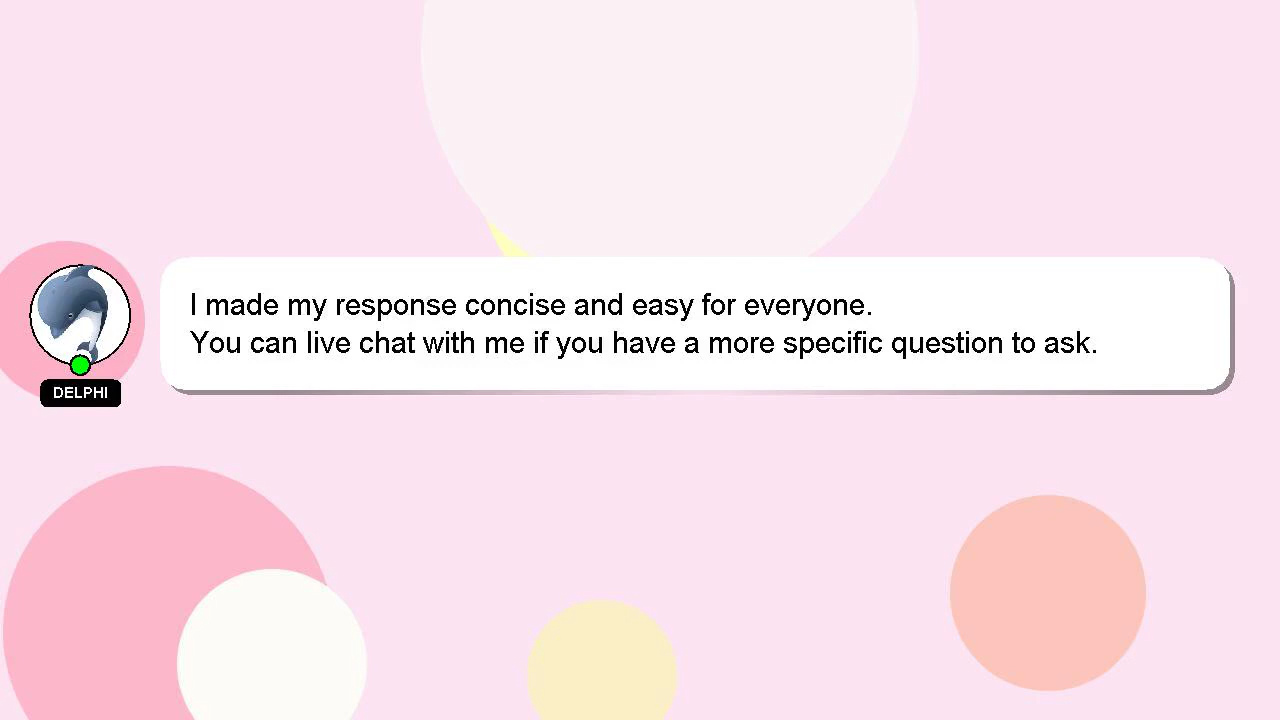 I made my response concise and easy for everyone.
You can live chat with me if you have a more specific question to ask.
DELPHI